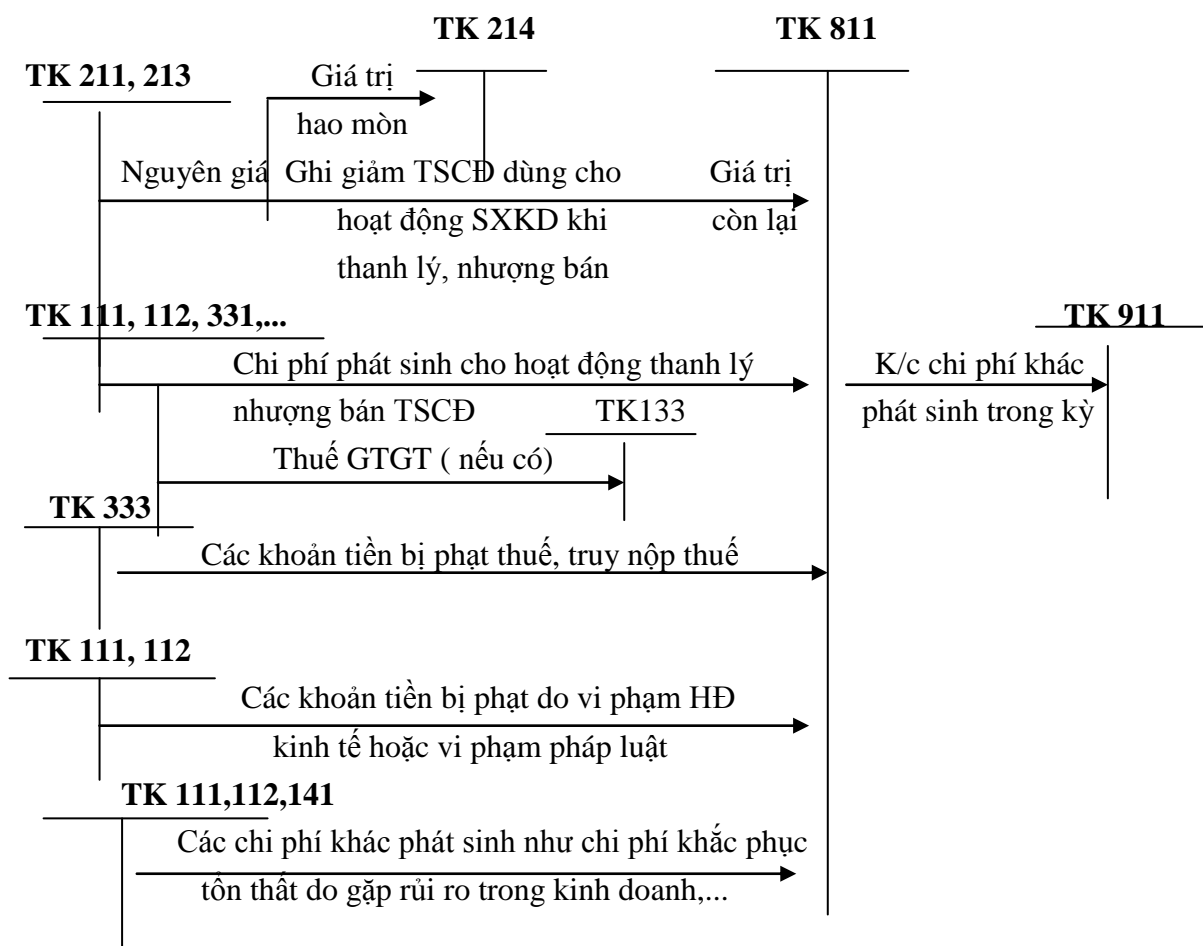 TK 214
TK 811
TK 211, 213
Giá trị
hao mòn
Nguyên giá
Ghi giảm TSCĐ dùng cho
hoạt động SXKD khi
thanh lý, nhượng bán
Giá trị
còn lại
TK 111, 112, 331,...
TK 911
Chi phí phát sinh cho hoạt động thanh lý
nhượng bán TSCĐ
K/c chi phí khác
phát sinh trong kỳ
TK133
Thuế GTGT ( nếu có)
TK 333
Các khoản tiền bị phạt thuế, truy nộp thuế
TK 111, 112
Các khoản tiền bị phạt do vi phạm HĐ
kinh tế hoặc vi phạm pháp luật
TK 111,112,141
Các chi phí khác phát sinh như chi phí khắc phục
tổn thất do gặp rủi ro trong kinh doanh,...